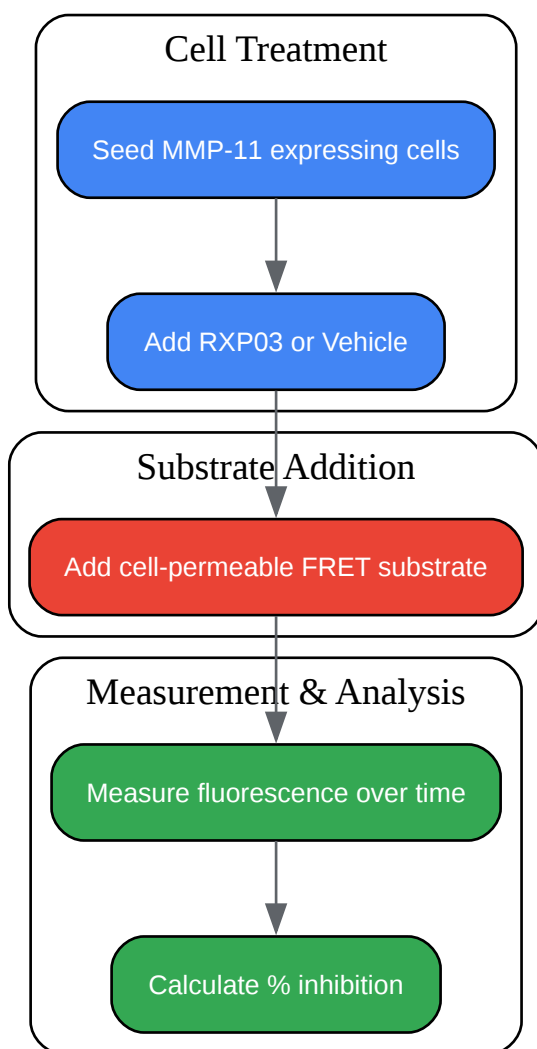 Cell Treatment
Seed MMP-11 expressing cells
Add RXP03 or Vehicle
Substrate Addition
Add cell-permeable FRET substrate
Measurement & Analysis
Measure fluorescence over time
Calculate % inhibition